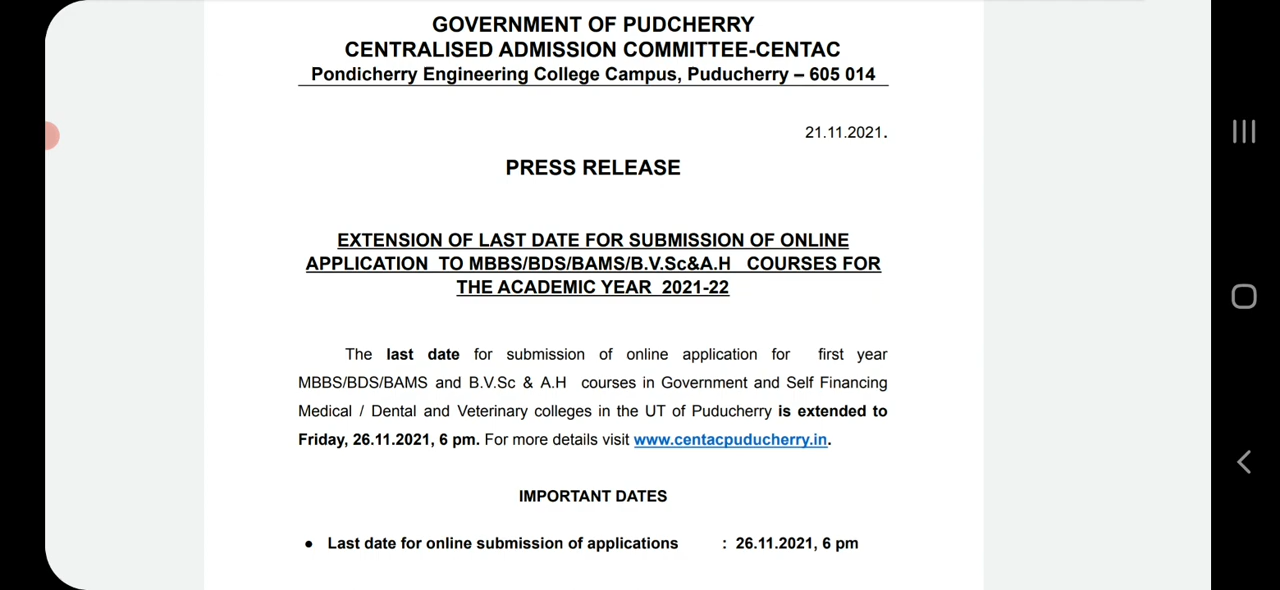 GOVERNMENT OF PUDCHERRY
CENTRALISED ADMISSION COMMITTEE-CENTAC
Pondicherry Engineering College Campus, Puducherry – 605 014
21.11.2021.
PRESS RELEASE
EXTENSION OF LAST DATE FOR SUBMISSION OF ONLINE
APPLICATION TO MBBS/BDS/BAMS/B.V.Sc&A.H COURSES FOR
THE ACADEMIC YEAR 2021-22
The last date for submission of online application for first year
MBBS/BDS/BAMS and B.V.Sc & A.H courses in Government and Self Financing
Medical / Dental and Veterinary colleges in the UT of Puducherry is extended to
Friday, 26.11.2021, 6 pm. For more details visit www.centacpuducherry.in.
IMPORTANT DATES
● Last date for online submission of applications : 26.11.2021, 6 pm